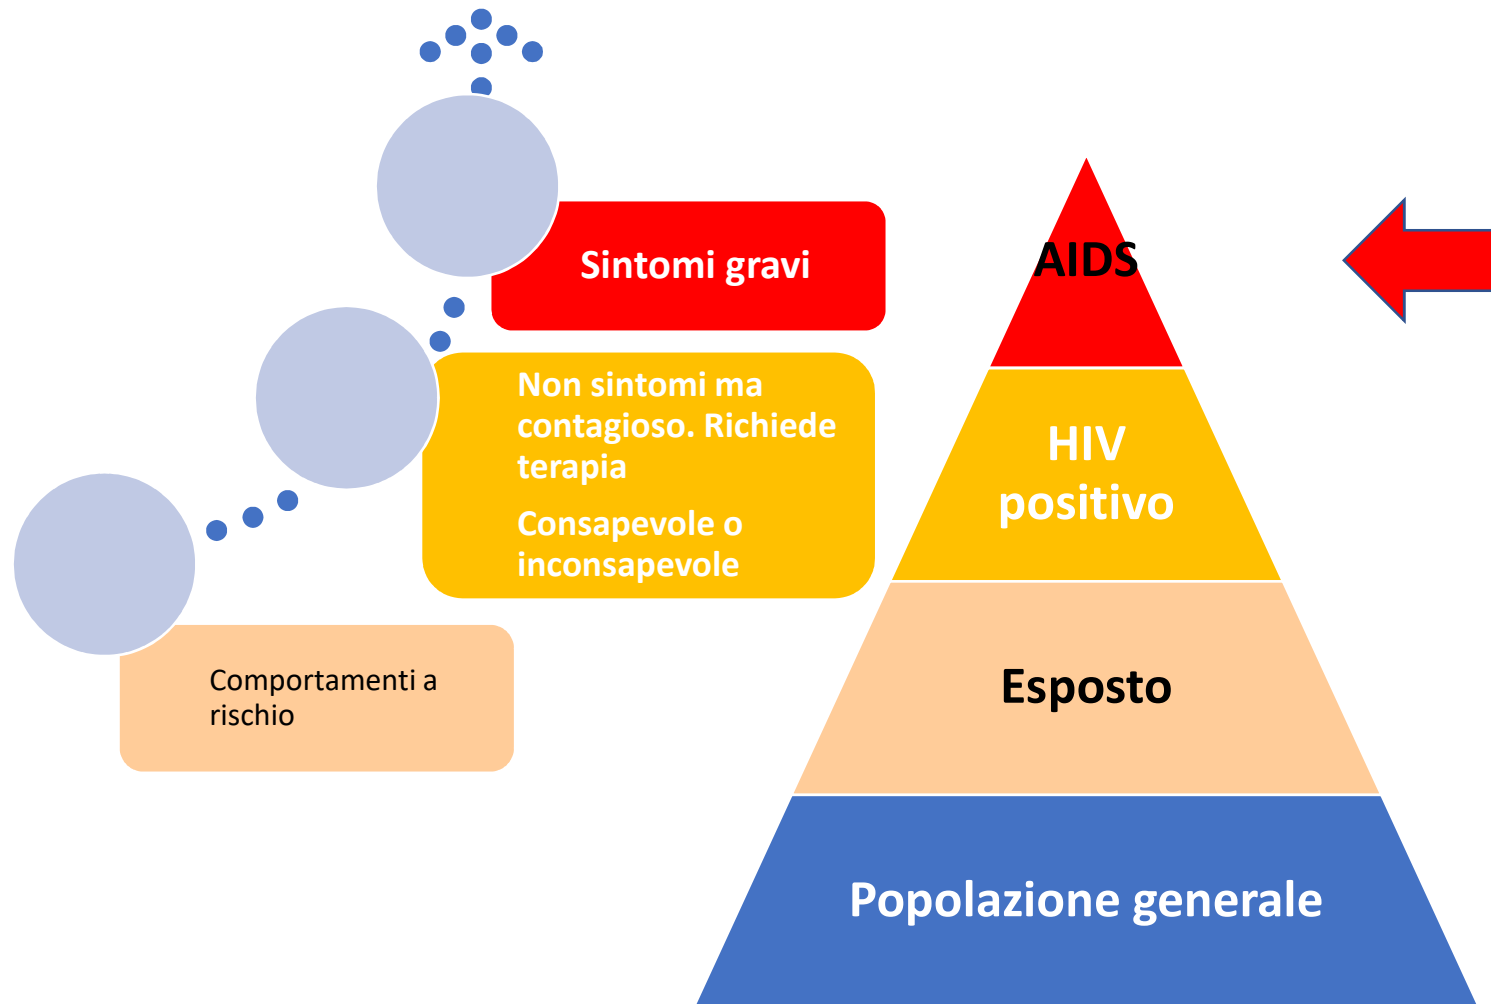 Sintomi gravi
Non sintomi ma
contagioso. Richiede
terapia
Consapevole o
inconsapevole
Comportamenti a
rischio
AIDS
HIV
positivo
Esposto
Popolazione generale